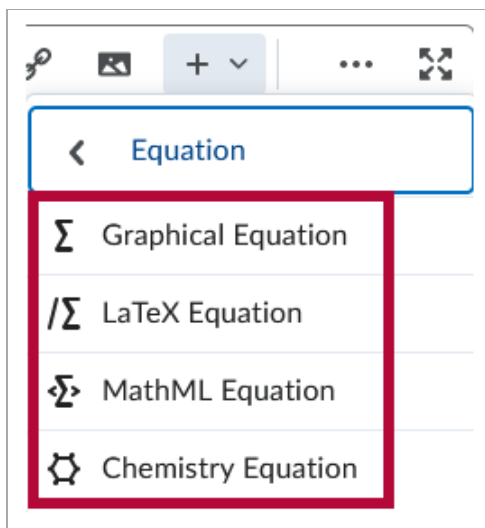 Equation
Graphical Equation
LaTeX Equation
MathML Equation
Chemistry Equation